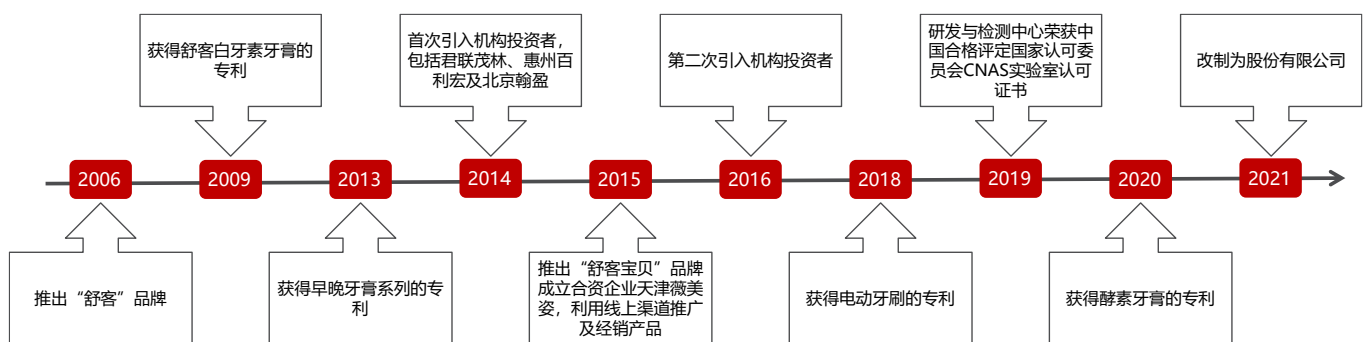 获得舒客白牙素牙膏的
专利
首次引入机构投资者，
包括君联茂林、惠州百
利宏及北京翰盈
第二次引入机构投资者
研发与检测中心荣获中
国合格评定国家认可委
员会CNAS实验室认可
证书
改制为股份有限公司
2006
2009
2013
2014
2015
2016
2018
2019
2020
2021
推出“舒客”品牌
获得早晚牙膏系列的专
利
推出“舒客宝贝”品牌
成立合资企业天津薇美
姿，利用线上渠道推广
及经销产品
获得电动牙刷的专利
获得酵素牙膏的专利